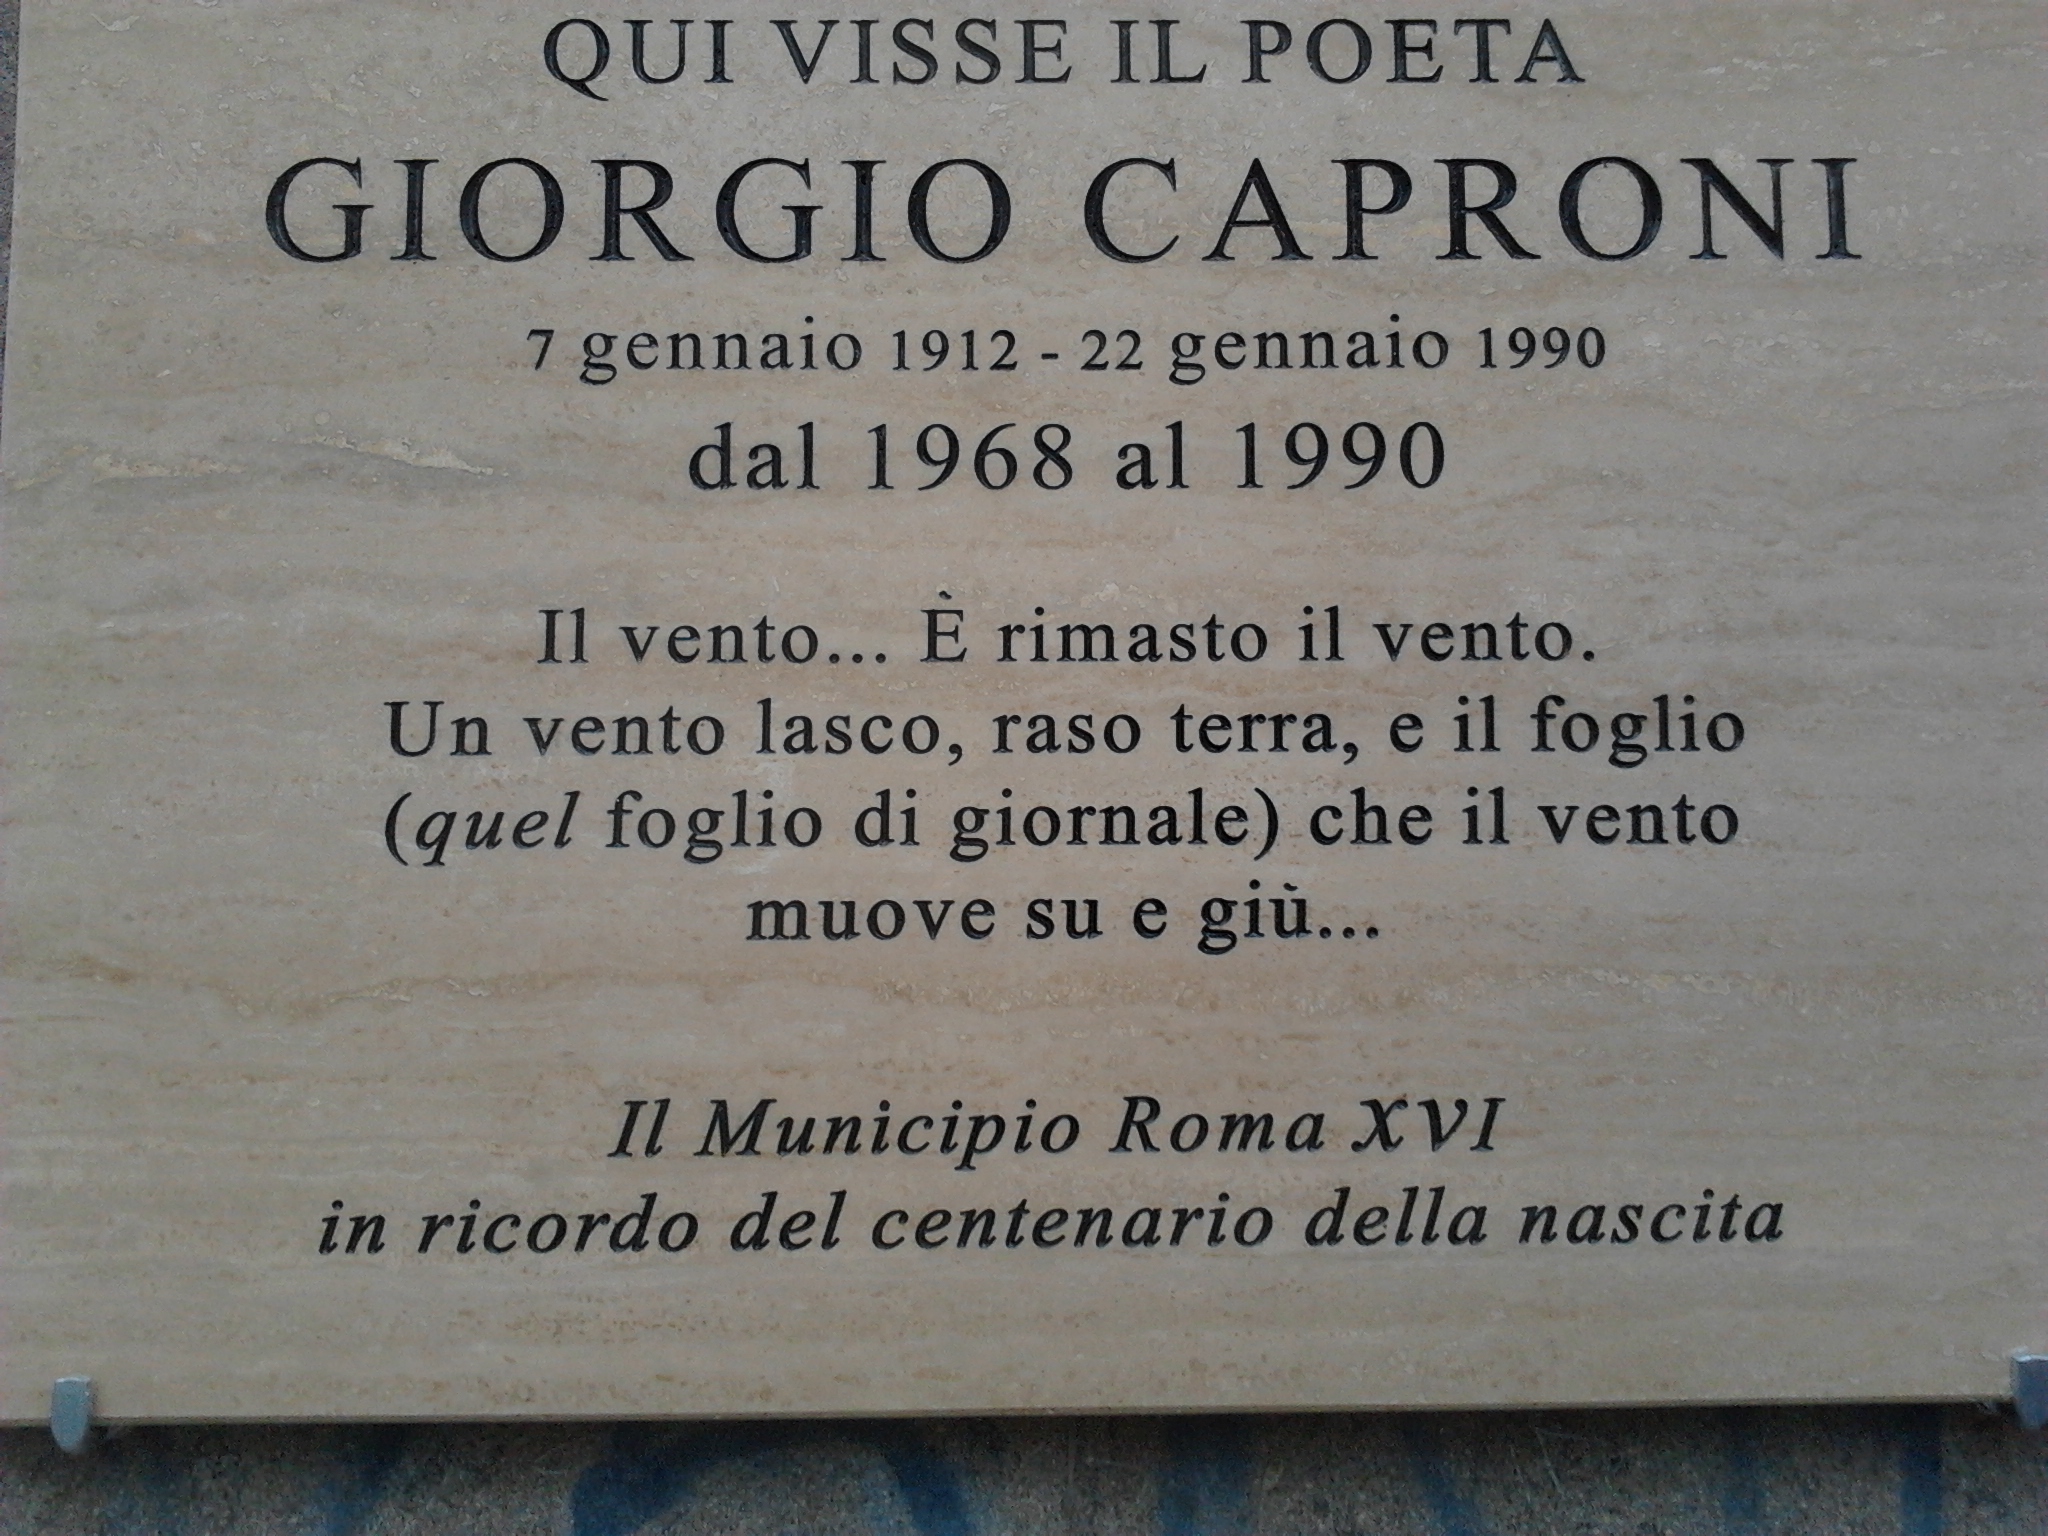 QUI VISSE IL POETA
GIORGIO CAPRONI
7 gennaio 1912 - 22 gennaio 1990
dal 1968 al 1990
Il vento... È rimasto il vento.
Un vento lasco, raso terra, e il foglio
(quel foglio di giornale) che il vento
muove su e giù...
Il Municipio Roma XVI
in ricordo del centenario della nascita